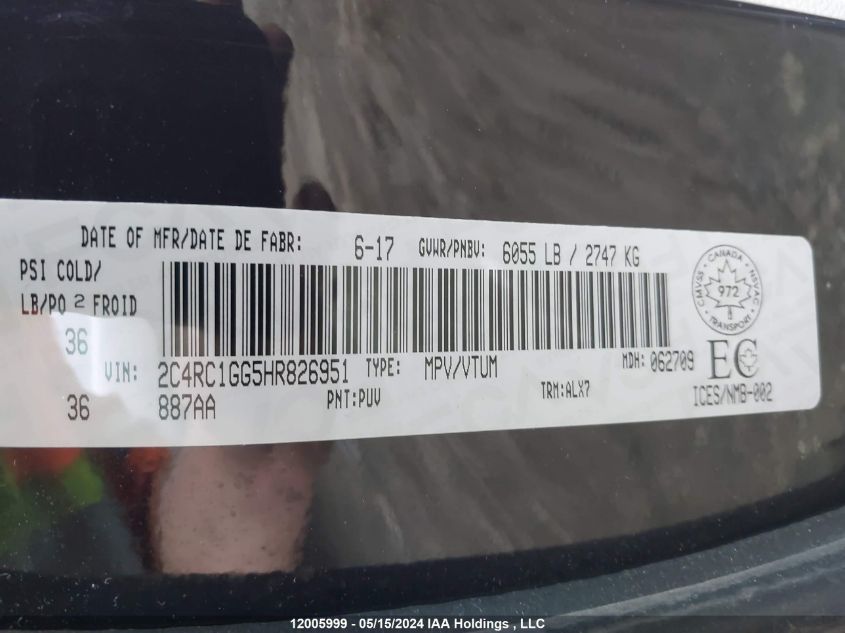 DATE OF MFR/DATE DE FABR: 6-17 GVWR/PNBV: 6055 LB / 2747 KG
PSI COLD/
LB/PO 2 FROID
36
VIN: 2C4RC1GG5HR826951 TYPE: MPV/VTUM MDH: 062709
36 887AA PNT:PUV TRM:ALX7
CANADA
CMVSS NSVAC
972
TRANSPORT
EC
ICES/NMB-002
12005999 - 05/15/2024 IAA Holdings , LLC